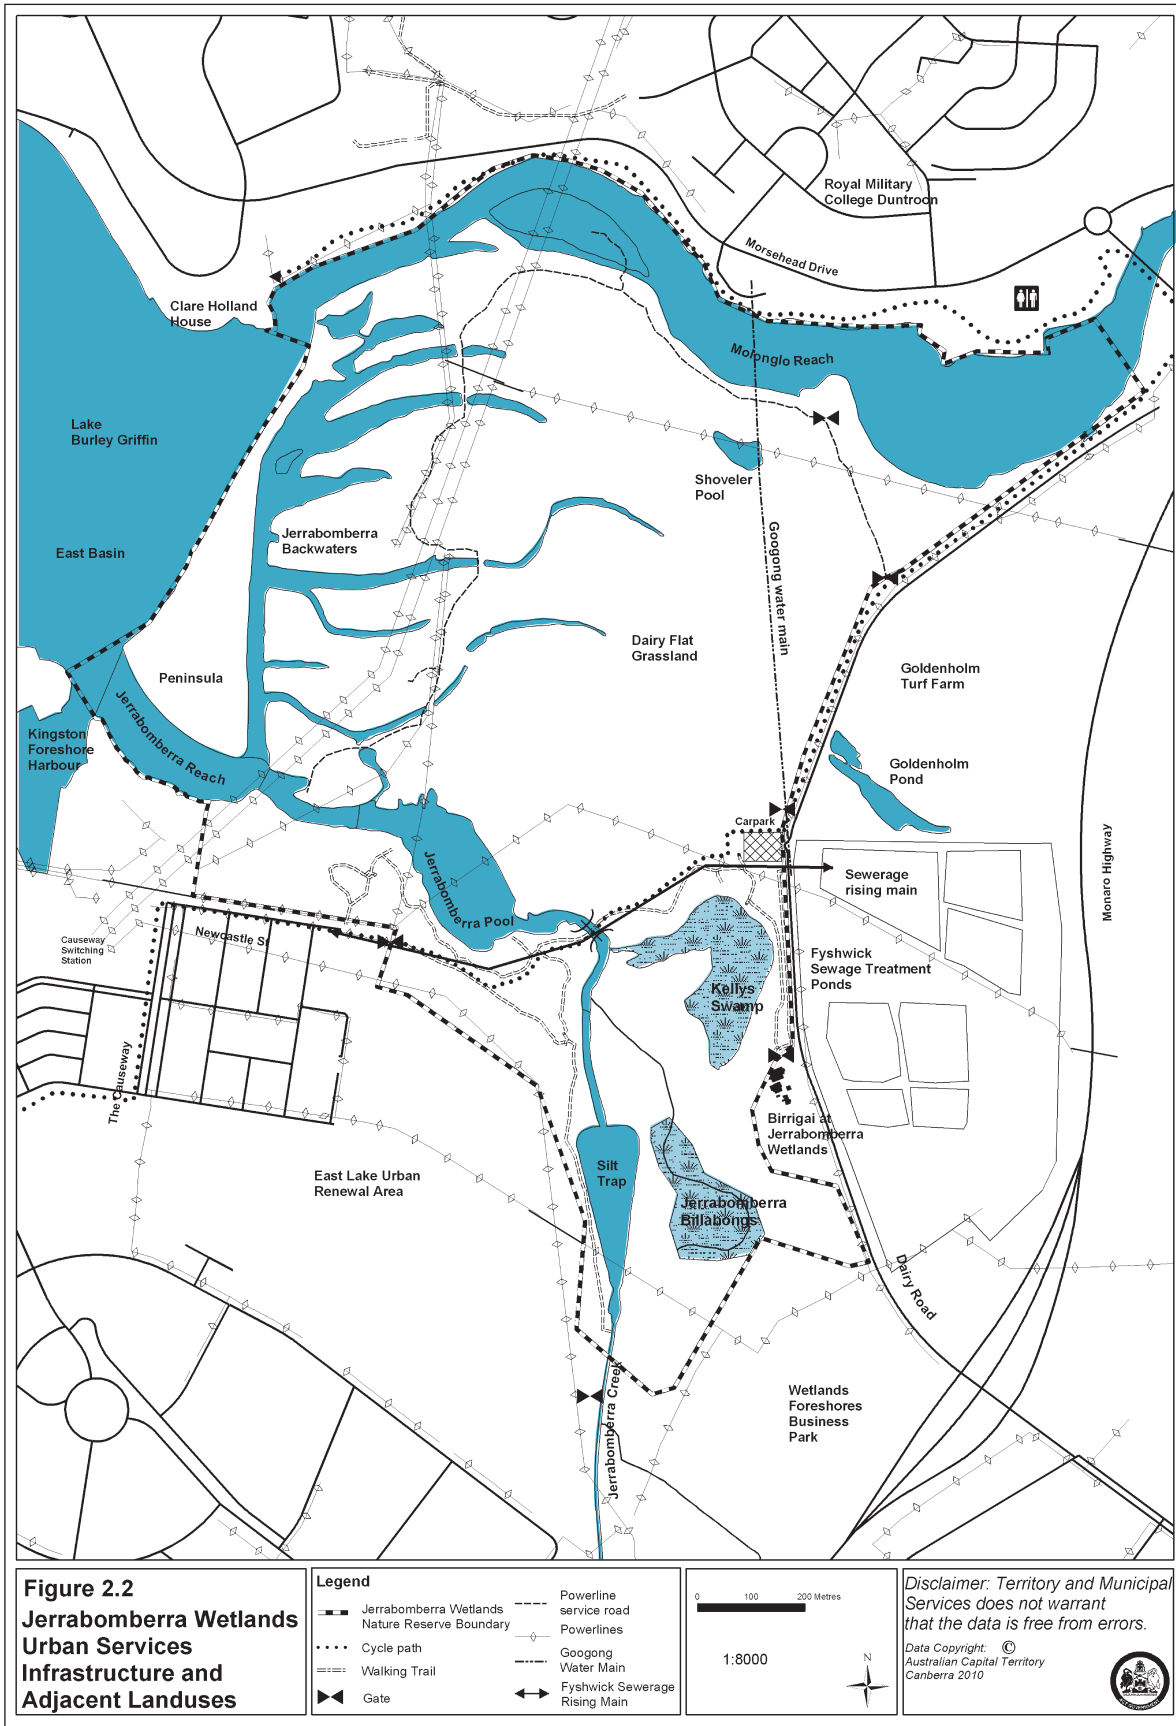 Royal Military
College Duntroon
Morsehead Drive
Clare Holland
House
Molonglo Reach
Lake
Burley Griffin
Shoveler
Pool
Jerrabomberra
Backwaters
East Basin
Googong water main
Dairy Flat
Grassland
Goldenholm
Turf Farm
Peninsula
Jerrabomberra Reach
Kingston
Foreshore
Harbour
Goldenholm
Pond
Carpark
Monaro Highway
Jerrabomberra Pool
Sewerage
rising main
Newcastle St
Causeway
Switching
Station
Fyshwick
Sewage Treatment
Ponds
Kellys
Swamp
The Causeway
Birrigai at
Jerrabomberra
Wetlands
East Lake Urban
Renewal Area
Silt
Trap
Jerrabomberra
Billabongs
Dairy Road
Jerrabomberra Creek
Wetlands
Foreshores
Business
Park
Figure 2.2
Jerrabomberra Wetlands
Urban Services
Infrastructure and
Adjacent Landuses
Legend
Jerrabomberra Wetlands
Nature Reserve Boundary
Cycle path
Walking Trail
Gate
Powerline
service road
Powerlines
Googong
Water Main
Fyshwick Sewerage
Rising Main
0 100 200 Metres
1:8000
N
Disclaimer: Territory and Municipal
Services does not warrant
that the data is free from errors.
Data Copyright: ©
Australian Capital Territory
Canberra 2010